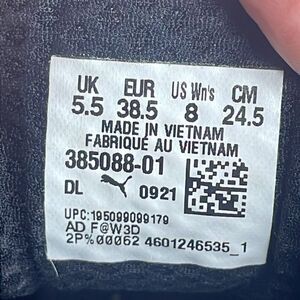 UK EUR US Wn's CM
5.5 38.5 8 24.5
MADE IN VIETNAM
FABRIQUÉ AU VIETNAM
385088-01
DL 0921
UPC:195099099179
AD F@W3D
2P%00062 4601246535_1